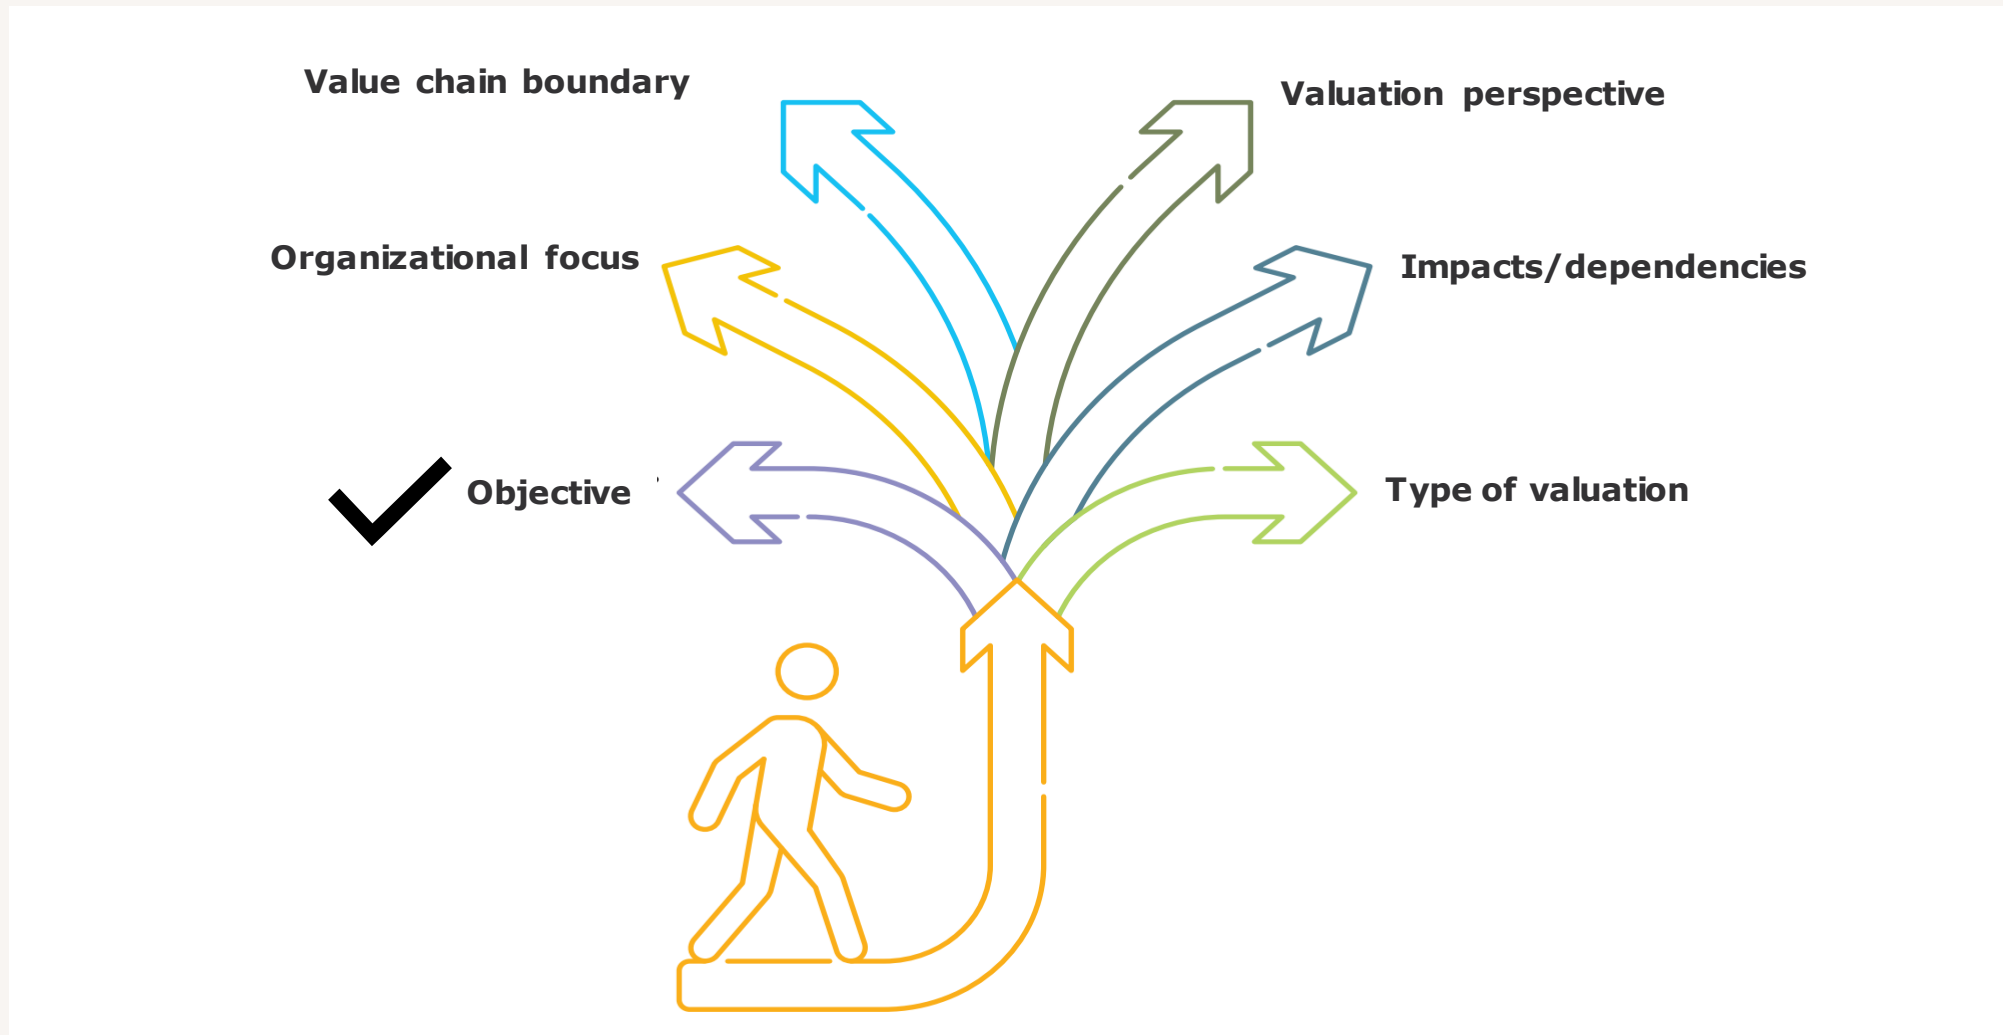 Value chain boundary
Valuation perspective
Organizational focus
Impacts/dependencies
Objective
Type of valuation